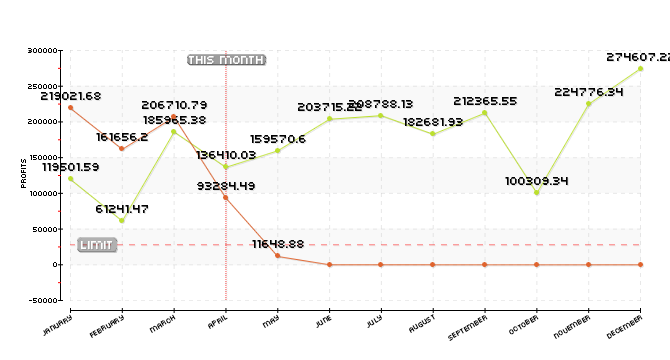 THIS MONTH
300000
250000
200000
150000
100000
50000
0
-50000
PROFITS
219021.68
161656.2
206710.79
93284.49
11648.88
119501.59
61241.47
185965.38
136410.03
159570.6
203715.22
208788.13
182681.93
212365.55
100309.34
224776.34
LIMIT
JANUARY
FEBRUARY
MARCH
APRIL
MAY
JUNE
JULY
AUGUST
SEPTEMBER
OCTOBER
NOVEMBER
DECEMBER